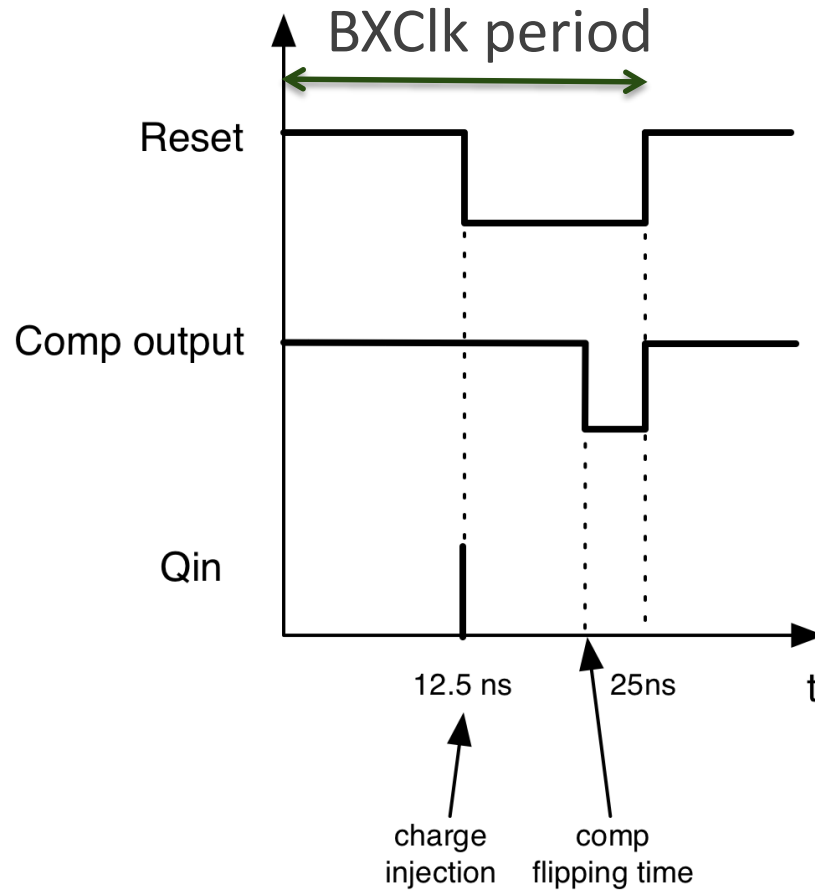 BXClk period
Reset
Comp output
Qin
12.5 ns
25ns
t
charge
injection
comp
flipping time